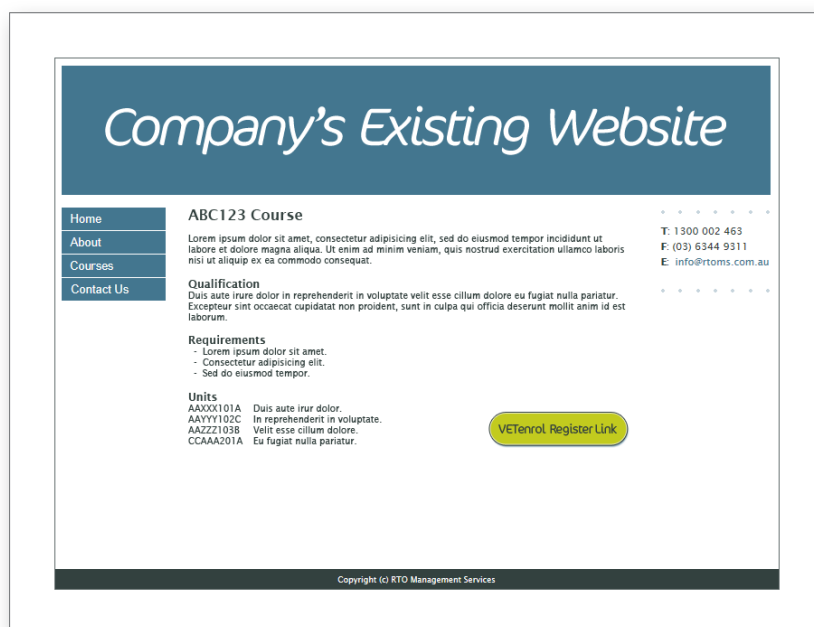 Company's Existing Website
Home
About
Courses
Contact Us
ABC123 Course
Lorem ipsum dolor sit amet, consectetur adipisicing elit, sed do eiusmod tempor incididunt ut
labore et dolore magna aliqua. Ut enim ad minim veniam, quis nostrud exercitation ullamco laboris
nisi ut aliquip ex ea commodo consequat.
Qualification
Duis aute irure dolor in reprehenderit in voluptate velit esse cillum dolore eu fugiat nulla pariatur.
Excepteur sint occaecat cupidatat non proident, sunt in culpa qui officia deserunt mollit anim id est
laborum.
Requirements
- Lorem ipsum dolor sit amet.
- Consectetur adipisicing elit.
- Sed do eiusmod tempor.
Units
AAXXX101A Duis aute irur dolor.
AAYYY102C In reprehenderit in voluptate.
AAZZZ103B Velit esse cillum dolore.
CCAAA201A Eu fugiat nulla pariatur.
VETenrol Register Link
T: 1300 002 463
F: (03) 6344 9311
E: info@rtoms.com.au
Copyright (c) RTO Management Services